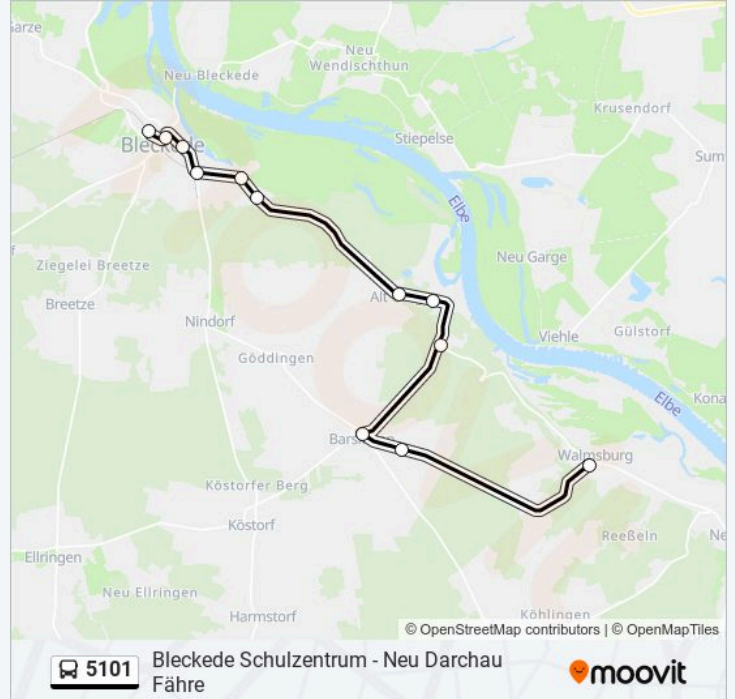 arze
Neu Bleckede
Neu
Wendischthun
Krusendorf
Stiepelse
Bleckede
Sum
Elbe
Neu Garge
f
Ziegelei Breetze
Breetze
Alt
Nindorf
Viehle
Gülstorf
Göddingen
Kona
Elbe
Bars
Walmsburg
Köstorfer Berg
Köstorf
Reeßeln
Ne
Ellringen
Neu Ellringen
Harmstorf
Köhlingen
© OpenStreetMap contributors | © OpenMapTiles
5101
Bleckede Schulzentrum - Neu Darchau
Fähre
moovit